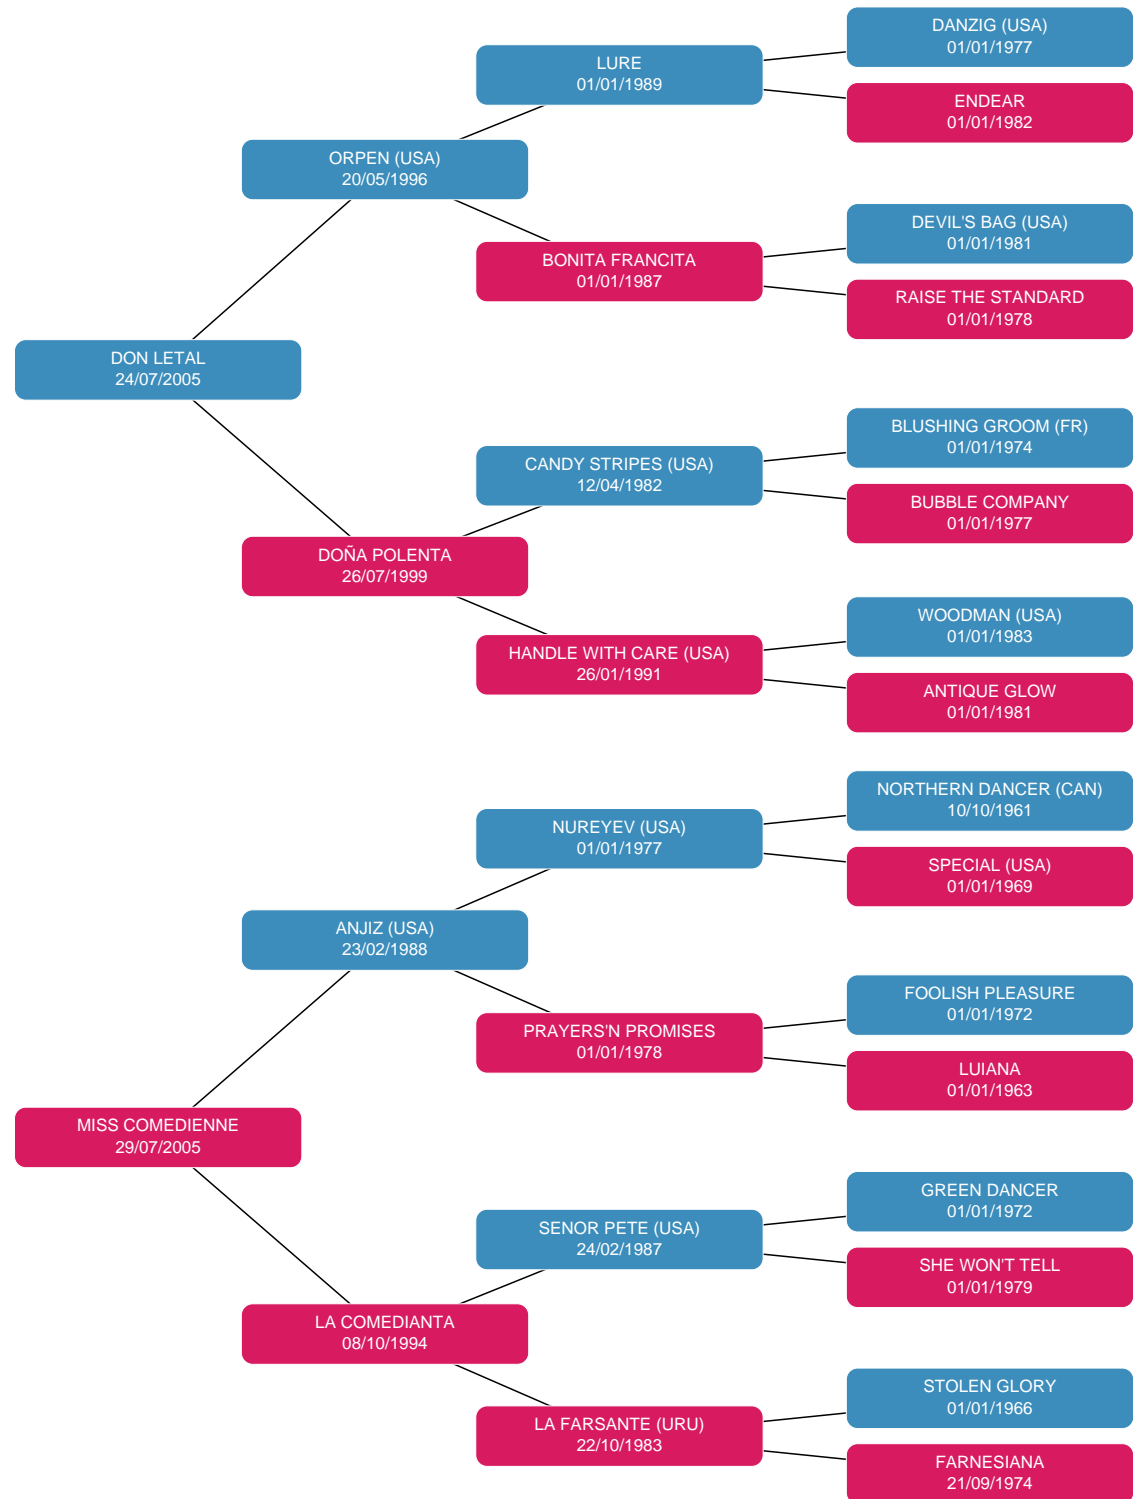 DANZIG (USA)
01/01/1977
LURE
01/01/1989
ENDEAR
01/01/1982
ORPEN (USA)
20/05/1996
DEVIL'S BAG (USA)
01/01/1981
BONITA FRANCITA
01/01/1987
RAISE THE STANDARD
01/01/1978
DON LETAL
24/07/2005
BLUSHING GROOM (FR)
01/01/1974
CANDY STRIPES (USA)
12/04/1982
BUBBLE COMPANY
01/01/1977
DOÑA POLENTA
26/07/1999
WOODMAN (USA)
01/01/1983
HANDLE WITH CARE (USA)
26/01/1991
ANTIQUE GLOW
01/01/1981
NORTHERN DANCER (CAN)
10/10/1961
NUREYEV (USA)
01/01/1977
SPECIAL (USA)
01/01/1969
ANJIZ (USA)
23/02/1988
FOOLISH PLEASURE
01/01/1972
PRAYERS'N PROMISES
01/01/1978
LUIANA
01/01/1963
MISS COMEDIENNE
29/07/2005
GREEN DANCER
01/01/1972
SENOR PETE (USA)
24/02/1987
SHE WON'T TELL
01/01/1979
LA COMEDIANTA
08/10/1994
STOLEN GLORY
01/01/1966
LA FARSANTE (URU)
22/10/1983
FARNESIANA
21/09/1974